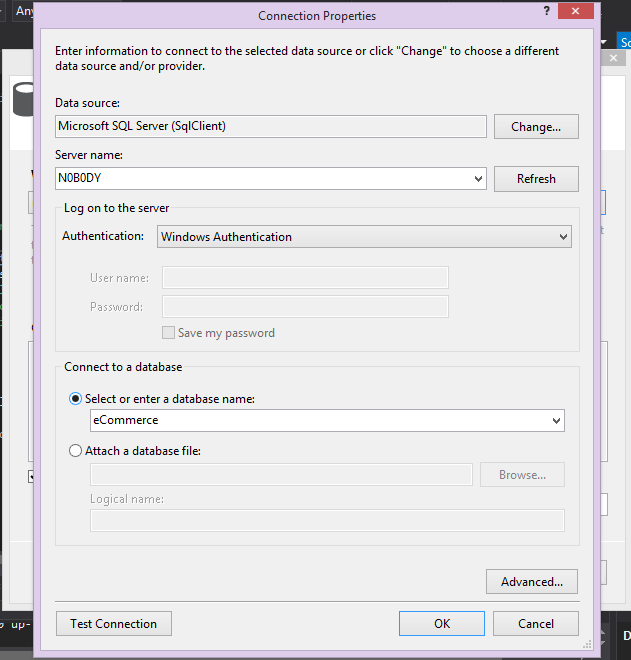 Any
Connection Properties
?
Enter information to connect to the selected data source or click "Change" to choose a different
data source and/or provider.
Data source:
Microsoft SQL Server (SqlClient)
Change...
Server name:
N0B0DY
Refresh
Log on to the server
Authentication:
Windows Authentication
User name:
Password:
Save my password
Connect to a database
Select or enter a database name:
eCommerce
Attach a database file:
Browse...
Logical name:
Advanced...
Test Connection
OK
Cancel
up-